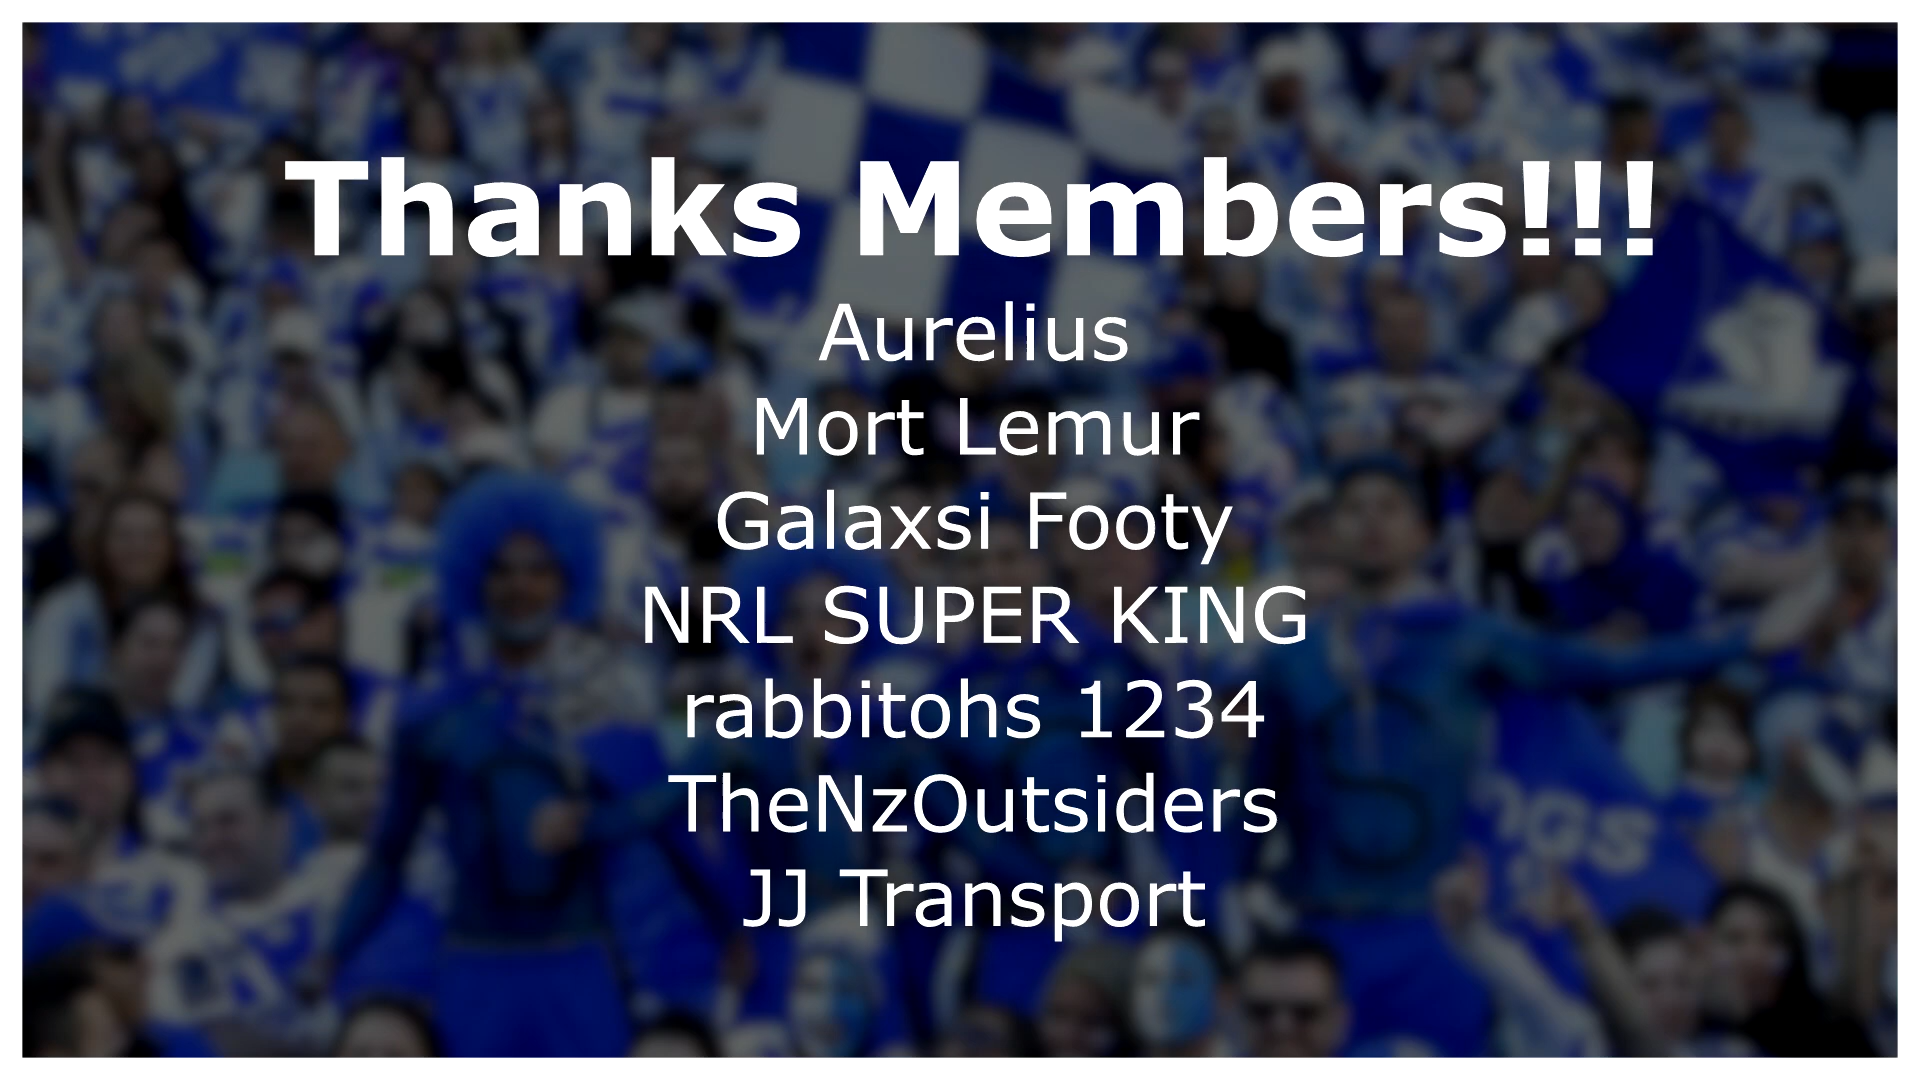 Thanks Members!!!
Aurelius
Mort Lemur
Galaxsi Footy
NRL SUPER KING
rabbitohs 1234
TheNzOutsiders
JJ Transport